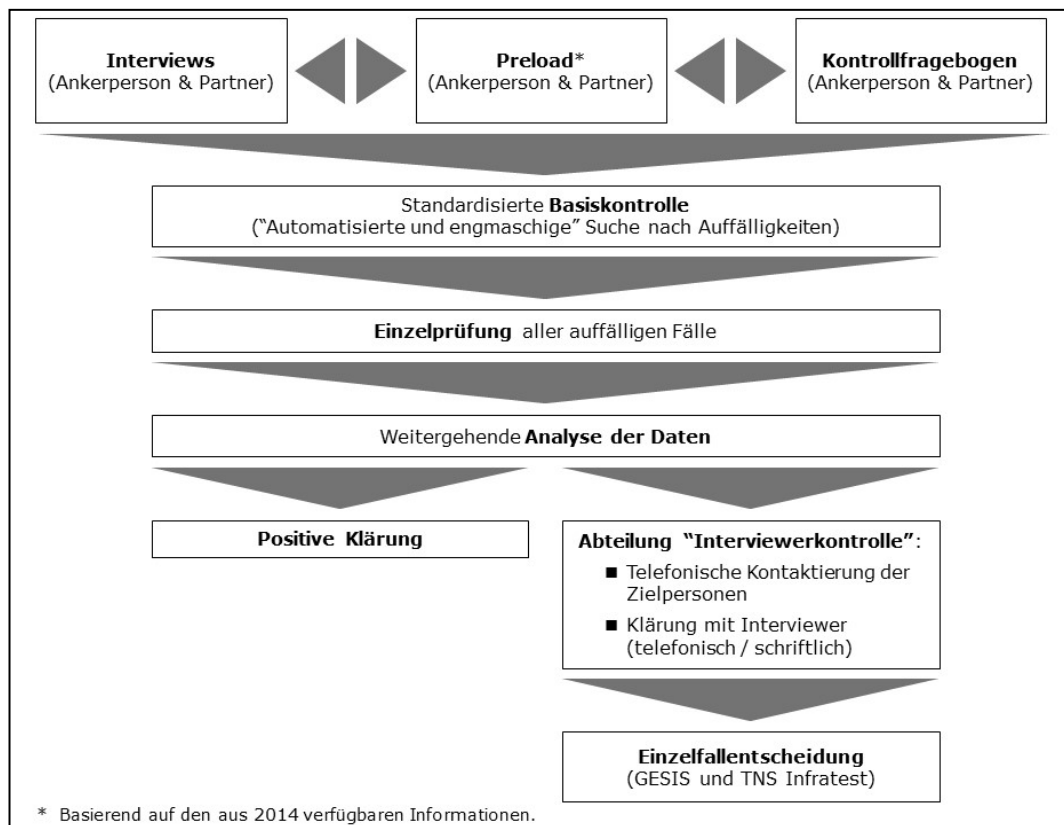 Interviews
(Ankerperson & Partner)
Preload*
(Ankerperson & Partner)
Kontrollfragebogen
(Ankerperson & Partner)
Standardisierte Basiskontrolle
("Automatisierte und engmaschige" Suche nach Auffälligkeiten)
Einzelprüfung aller auffälligen Fälle
Weitergehende Analyse der Daten
Positive Klärung
Abteilung "Interviewerkontrolle":
■ Telefonische Kontaktierung der
Zielpersonen
■ Klärung mit Interviewer
(telefonisch / schriftlich)
Einzelfallentscheidung
(GESIS und TNS Infratest)
* Basierend auf den aus 2014 verfügbaren Informationen.